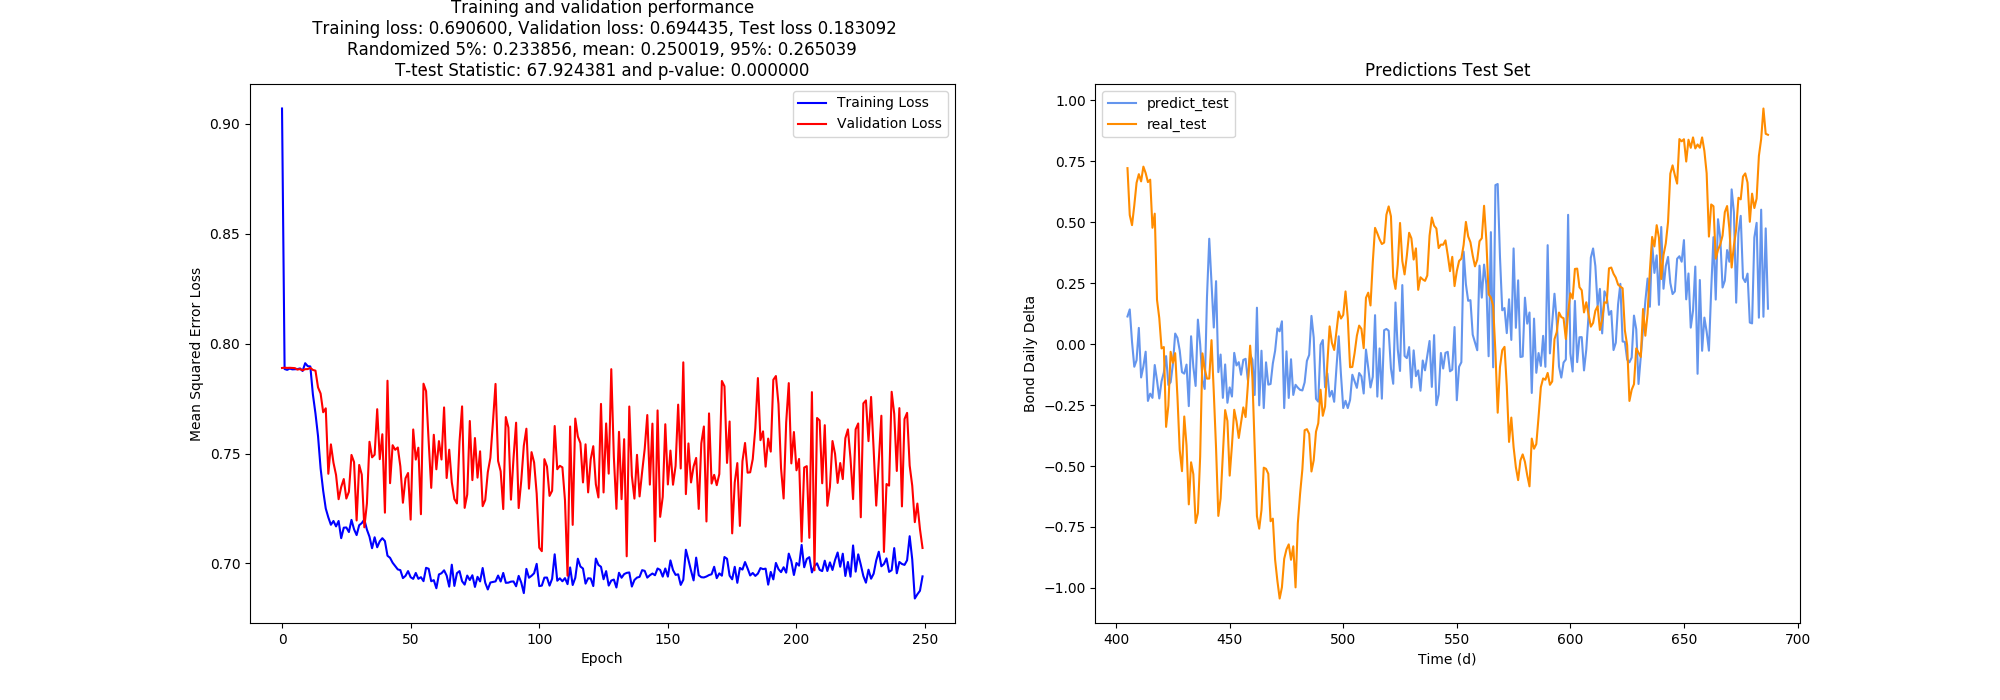 Training and validation performance
Training loss: 0.690600, Validation loss: 0.694435, Test loss 0.183092
Randomized 5%: 0.233856, mean: 0.250019, 95%: 0.265039
T-test Statistic: 67.924381 and p-value: 0.000000
Training Loss
Validation Loss
0.90
0.85
0.80
0.75
0.70
Mean Squared Error Loss
0 50 100 150 200 250
Epoch
Predictions Test Set
predict_test
real_test
1.00
0.75
0.50
0.25
0.00
−0.25
−0.50
−0.75
−1.00
Bond Daily Delta
400 450 500 550 600 650 700
Time (d)